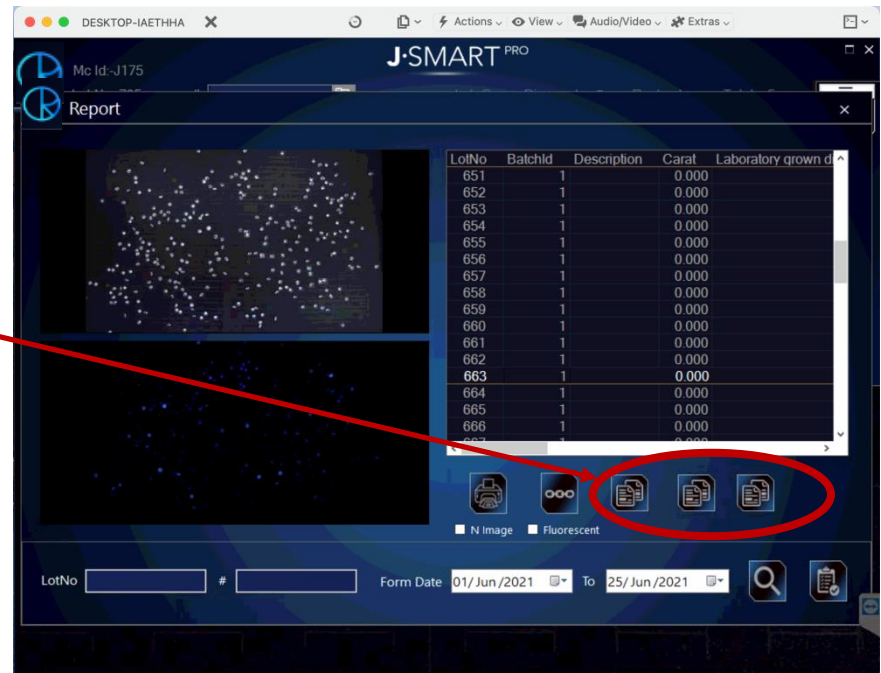 DESKTOP-IAETHHA
Actions View Audio/Video Extras
J·SMART PRO
Mc Id:-J175
Report
LotNo BatchId Description Carat Laboratory grown
651 1 0.000
652 1 0.000
653 1 0.000
654 1 0.000
655 1 0.000
656 1 0.000
657 1 0.000
658 1 0.000
659 1 0.000
660 1 0.000
661 1 0.000
662 1 0.000
663 1 0.000
664 1 0.000
665 1 0.000
666 1 0.000
N Image Fluorescent
LotNo # Form Date 01/ Jun /2021 To 25/ Jun /2021